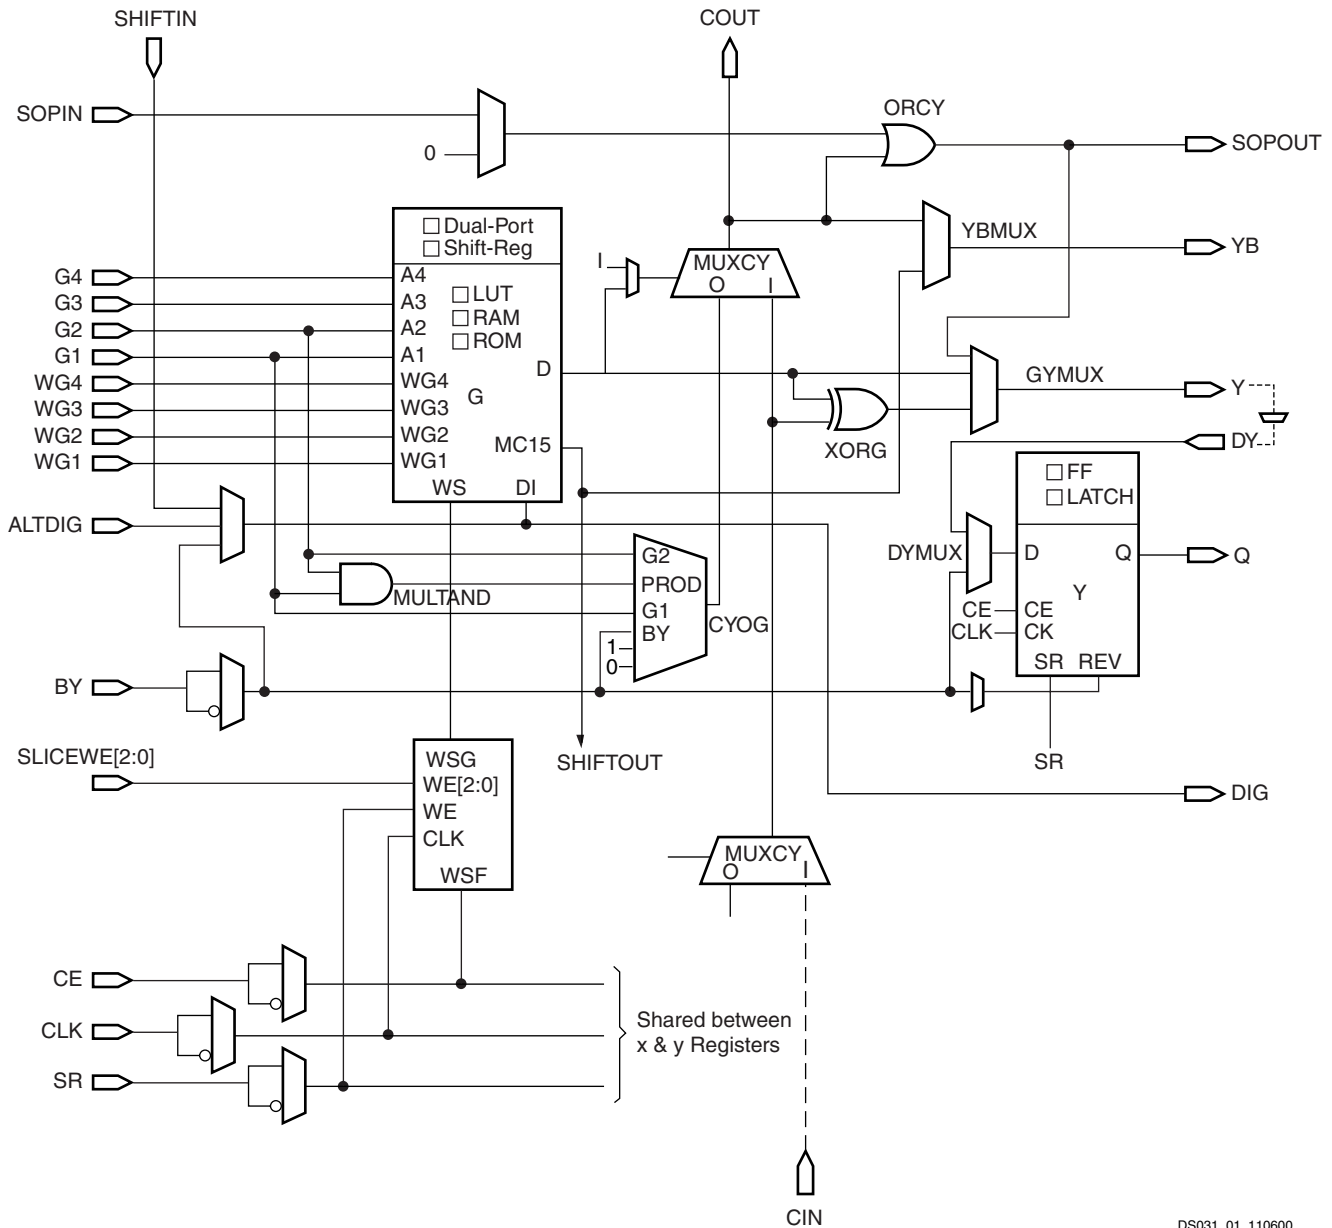 SHIFTIN
COUT
SOPIN
0
ORCY
SOPOUT
Dual-Port
Shift-Reg
YBMUX
YB
I
MUXCY
O I
G4
G3
G2
G1
WG4
WG3
WG2
WG1
A4
A3
A2
A1
WG4
WG3
WG2
WG1
LUT
RAM
ROM
D
G
MC15
WS DI
GYMUX
Y
XORG
DY
FF
LATCH
ALTDIG
DYMUX
D
Q
Q
Y
CE
CE
CLK
CK
SR REV
MULTAND
G2
PROD
G1
BY
1
0
CYOG
BY
SR
SHIFTOUT
SLICEWE[2:0]
WSG
WE[2:0]
WE
CLK
WSF
DIG
MUXCY
O I
CE
CLK
SR
Shared between
x & y Registers
CIN
DS031_01_110600